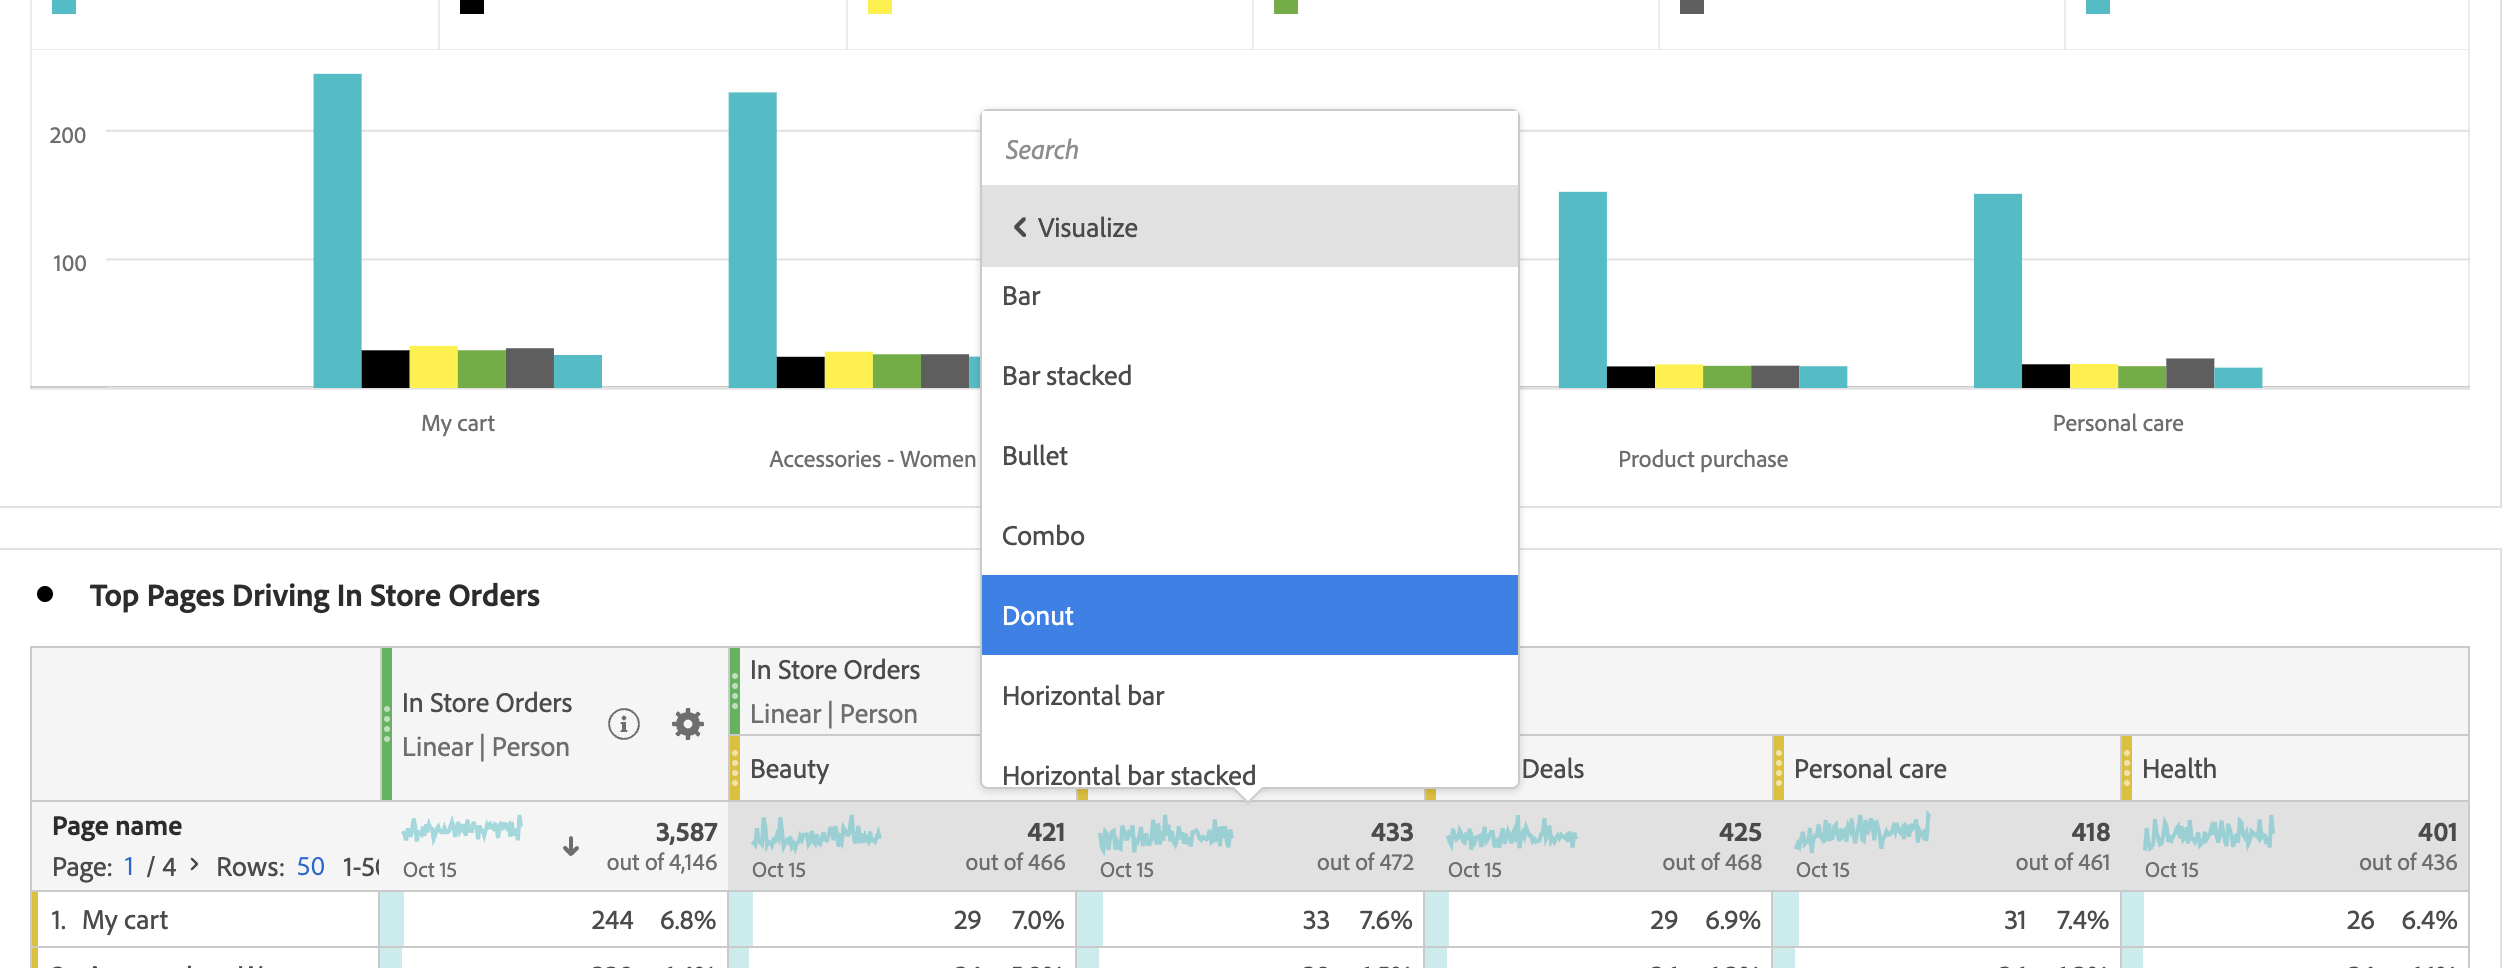 200
100
My cart
Accessories - Women
Product purchase
Personal care
Search
Visualize
Bar
Bar stacked
Bullet
Combo
Donut
Horizontal bar
Horizontal bar stacked
Top Pages Driving In Store Orders
In Store Orders
Linear | Person
In Store Orders
Linear | Person
Beauty
Deals
Personal care
Health
Page name
Page: 1 / 4 > Rows: 50 1-5
Oct 15
3,587
out of 4,146
Oct 15
421
out of 466
Oct 15
433
out of 472
Oct 15
425
out of 468
Oct 15
418
out of 461
Oct 15
401
out of 436
1. My cart 244 6.8% 29 7.0% 33 7.6% 29 6.9% 31 7.4% 26 6.4%